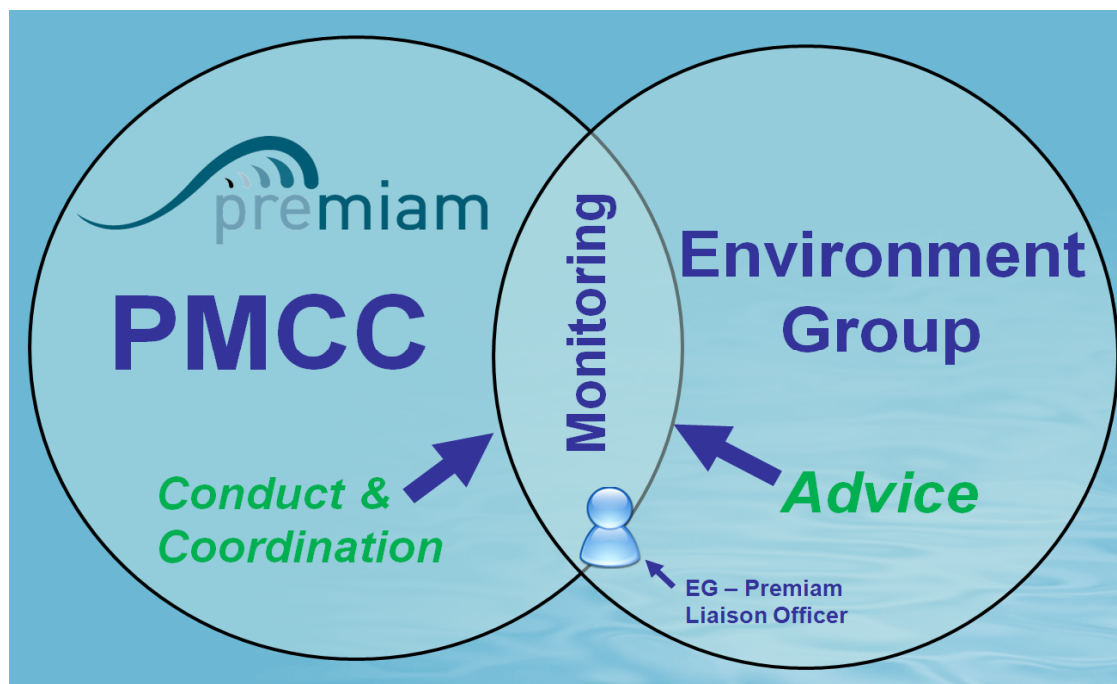 premiam
PMCC
Conduct &
Coordination
Monitoring
Environment
Group
Advice
EG – Premiam
Liaison Officer